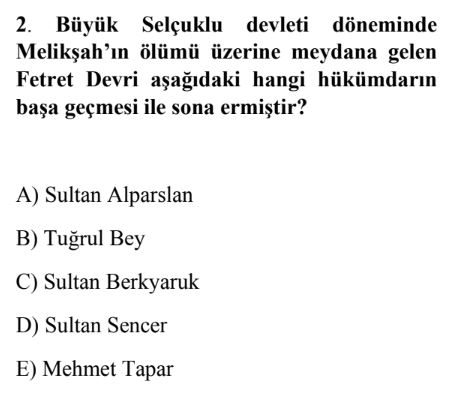 2. Büyük Selçuklu devleti döneminde
Melikşah’ın ölümü üzerine meydana gelen
Fetret Devri aşağıdaki hangi hükümdarın
başa geçmesi ile sona ermiştir?
A) Sultan Alparslan
B) Tuğrul Bey
C) Sultan Berkyaruk
D) Sultan Sencer
E) Mehmet Tapar